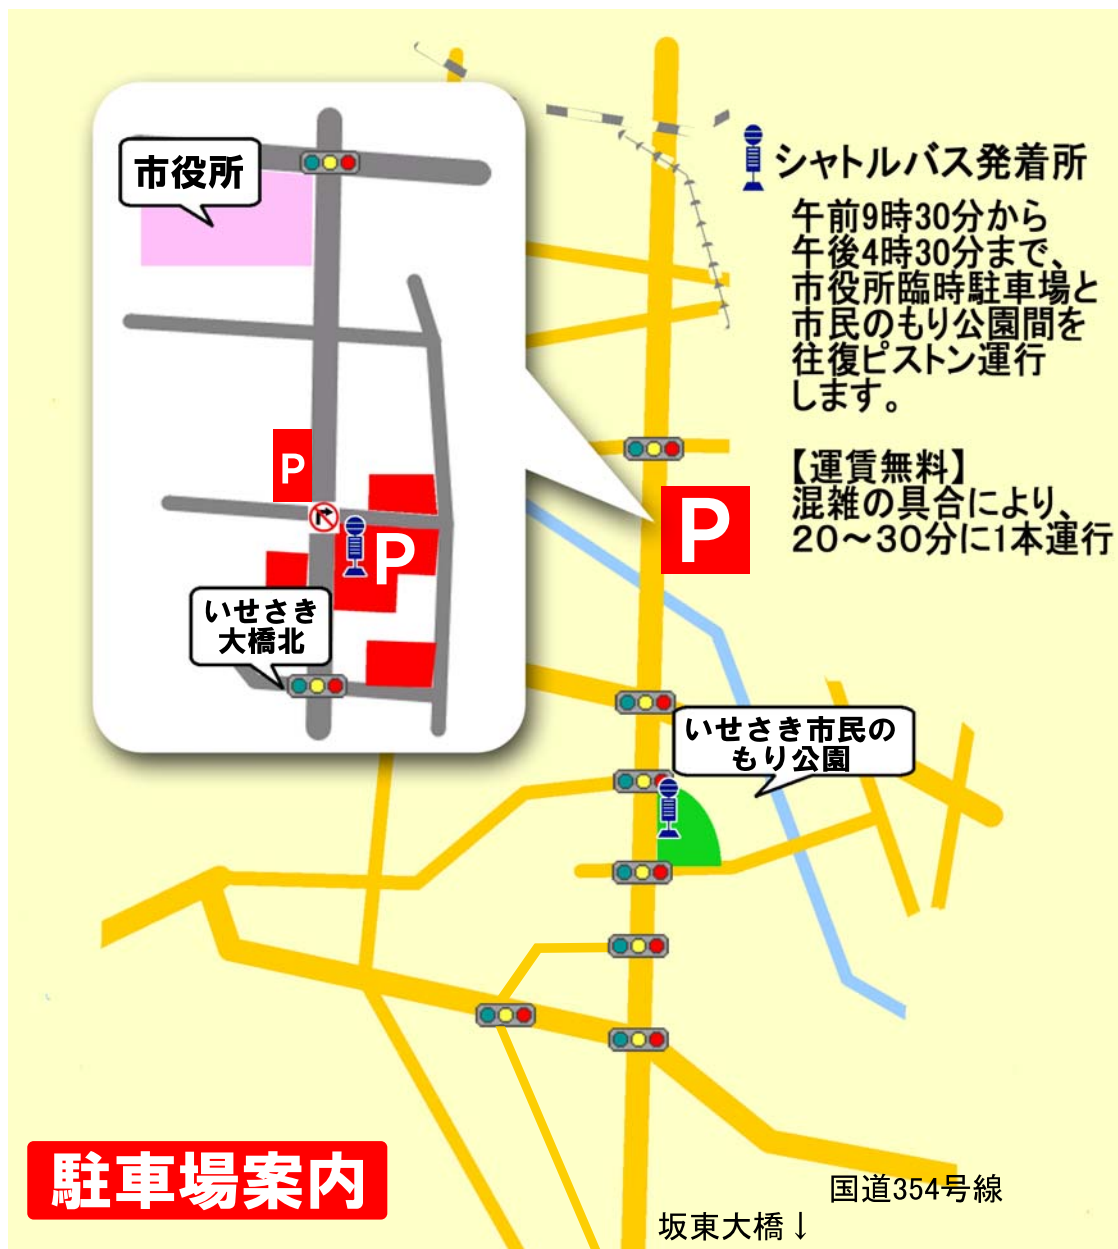 市役所
シャトルバス発着所
午前9時30分から
午後4時30分まで、
市役所臨時駐車場と
市民のもり公園間を
往復ピストン運行
します。
【運賃無料】
混雑の具合により、
20～30分に1本運行
P
P
P
いせさき
大橋北
いせさき市民の
もり公園
駐車場案内
国道354号線
坂東大橋↓